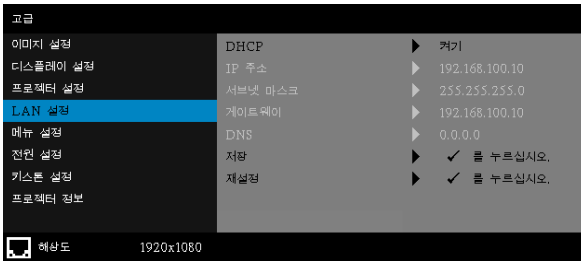 고급
이미지 설정
디스플레이 설정
프로젝터 설정
LAN 설정
메뉴 설정
전원 설정
키스톤 설정
프로젝터 정보
DHCP 켜기
IP 주소 192.168.100.10
서브넷 마스크 255.255.255.0
게이트웨이 192.168.100.10
DNS 0.0.0.0
저장 ✓ 를 누르십시오.
재설정 ✓ 를 누르십시오.
해상도 1920x1080